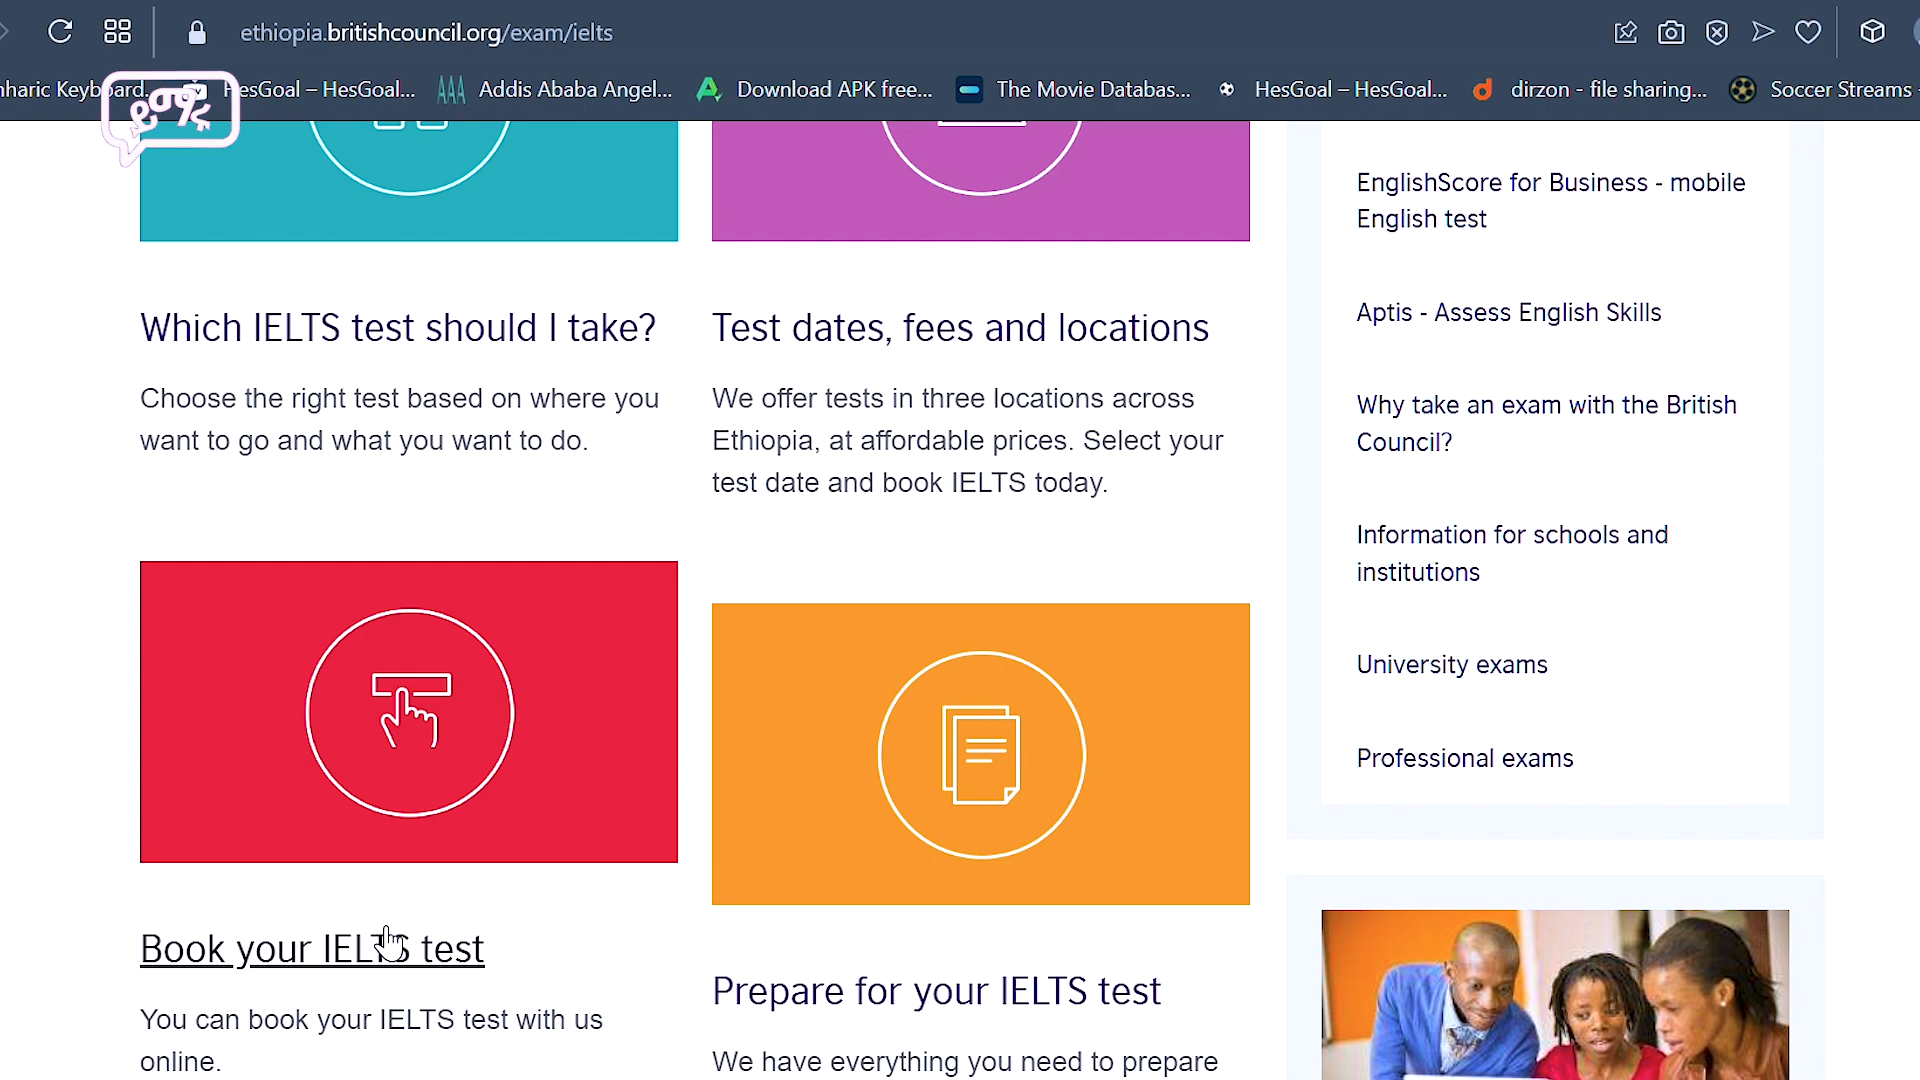 ethiopia.britishcouncil.org/exam/ielts
HesGoal – HesGoal...
Addis Ababa Angel...
Download APK free...
The Movie Databas...
HesGoal – HesGoal...
dirzon - file sharing...
Soccer Streams
Which IELTS test should I take?
Choose the right test based on where you
want to go and what you want to do.
Test dates, fees and locations
We offer tests in three locations across
Ethiopia, at affordable prices. Select your
test date and book IELTS today.
Book your IELTS test
You can book your IELTS test with us
online.
Prepare for your IELTS test
We have everything you need to prepare
EnglishScore for Business - mobile
English test
Aptis - Assess English Skills
Why take an exam with the British
Council?
Information for schools and
institutions
University exams
Professional exams